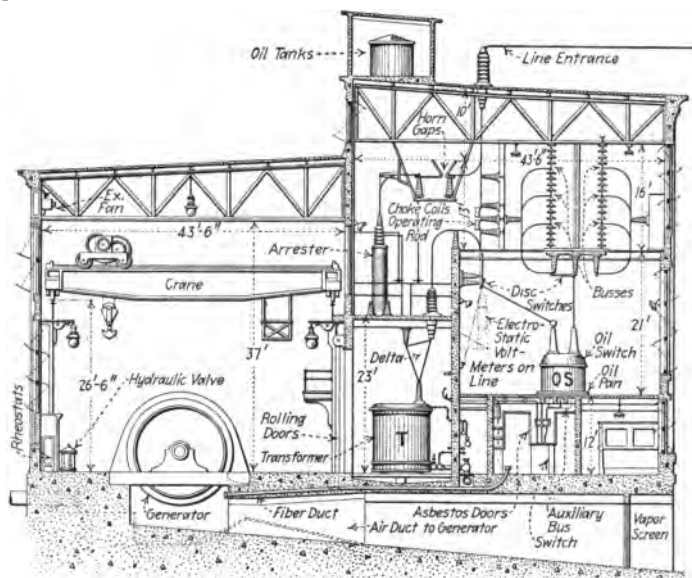 Oil Tanks
Line Entrance
10'
Horn
Gaps
43'6"
16'
Ex.
Fan
43'-6"
Choke Coils
Operating
Rod
13'
Arrester
Crane
Disc
Switches
Busses
Electro-
Static
Volt-
Meters on
Line
37'
21'
Oil
Switch
Oil
Pan
26'-6"
Hydraulic Valve
23'
Delta
OS
Rheostats
Rolling
Doors
Transformer
T
12'
Generator
Fiber Duct
Air Duct to Generator
Asbestos Doors
Auxiliary
Bus
Switch
Vapor
Screen